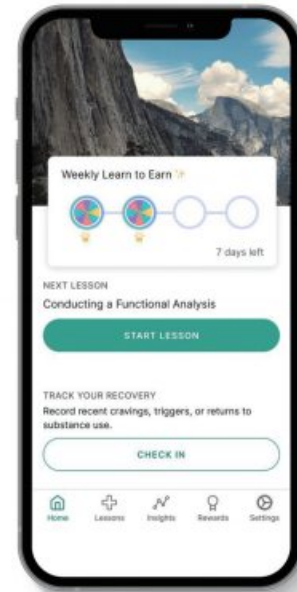 Weekly Learn to Earn ✨
7 days left
NEXT LESSON
Conducting a Functional Analysis
START LESSON
TRACK YOUR RECOVERY
Record recent cravings, triggers, or returns to
substance use.
CHECK IN
Home Lessons Insights Rewards Settings